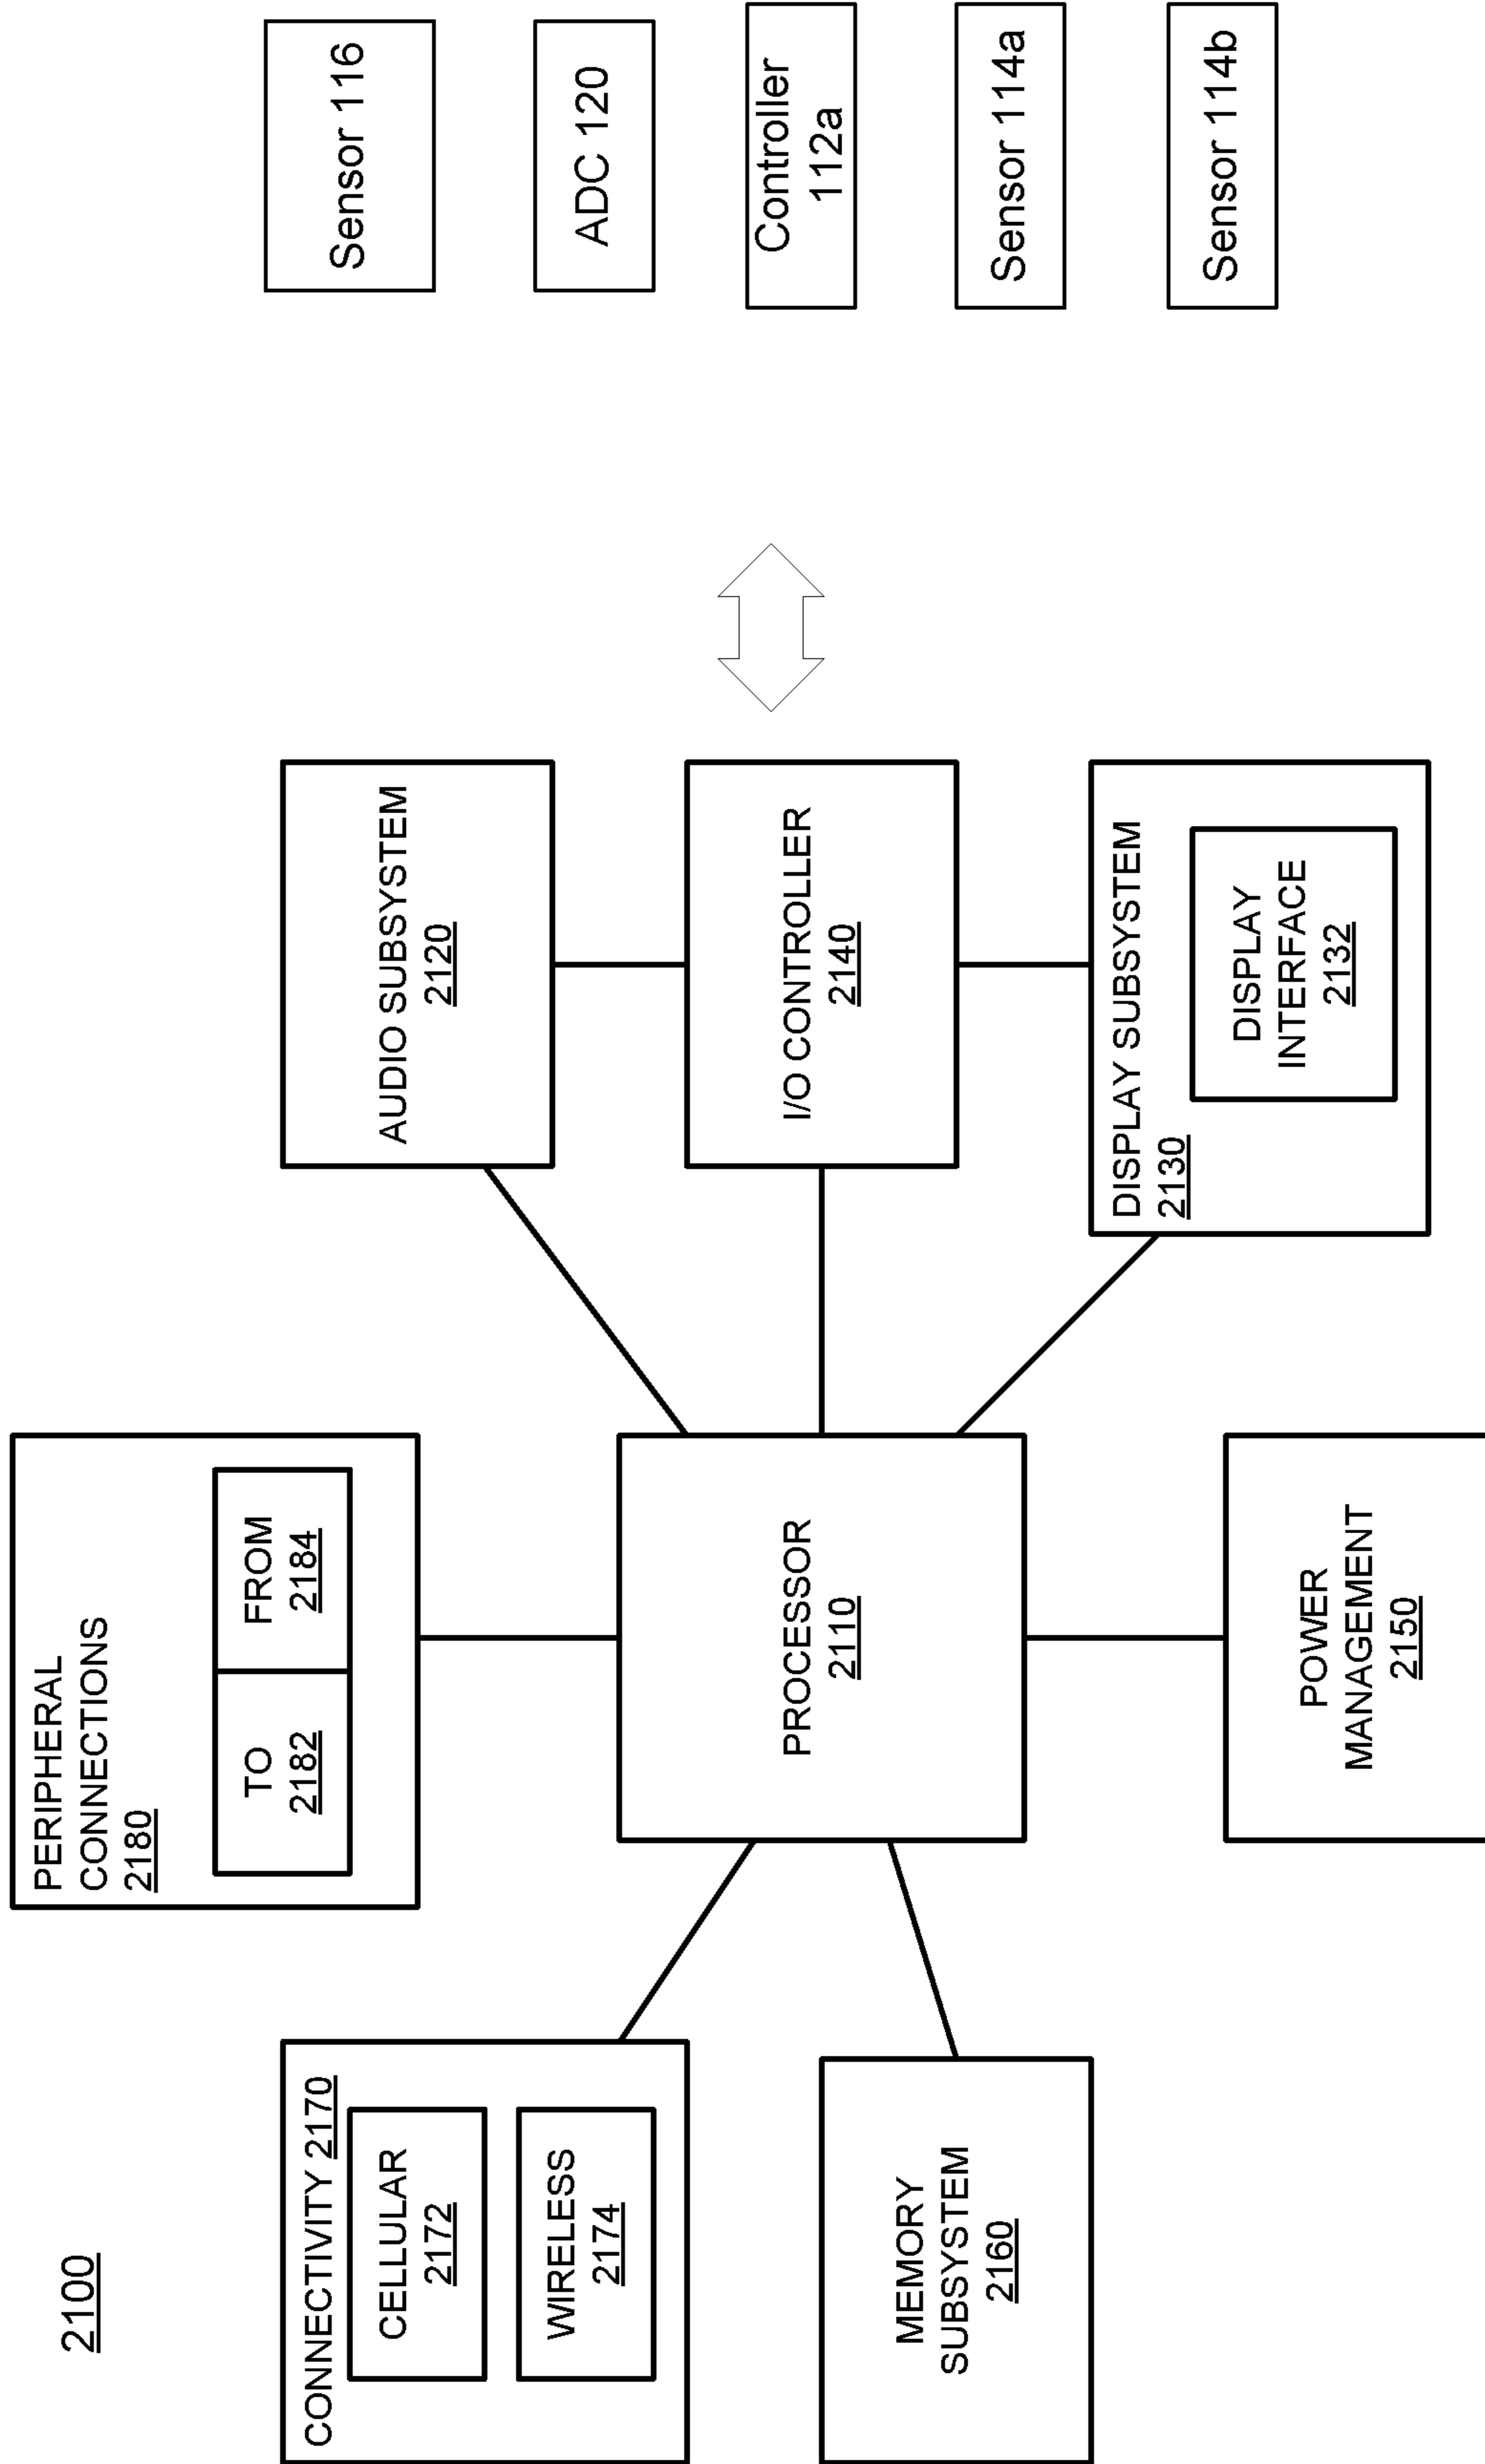 2100
PERIPHERAL
CONNECTIONS
2180
TO
2182
FROM
2184
CONNECTIVITY 2170
CELLULAR
2172
WIRELESS
2174
AUDIO SUBSYSTEM
2120
Sensor 116
ADC 120
PROCESSOR
2110
I/O CONTROLLER
2140
Controller
112a
MEMORY
SUBSYSTEM
2160
Sensor 114a
DISPLAY SUBSYSTEM
2130
DISPLAY
INTERFACE
2132
Sensor 114b
POWER
MANAGEMENT
2150